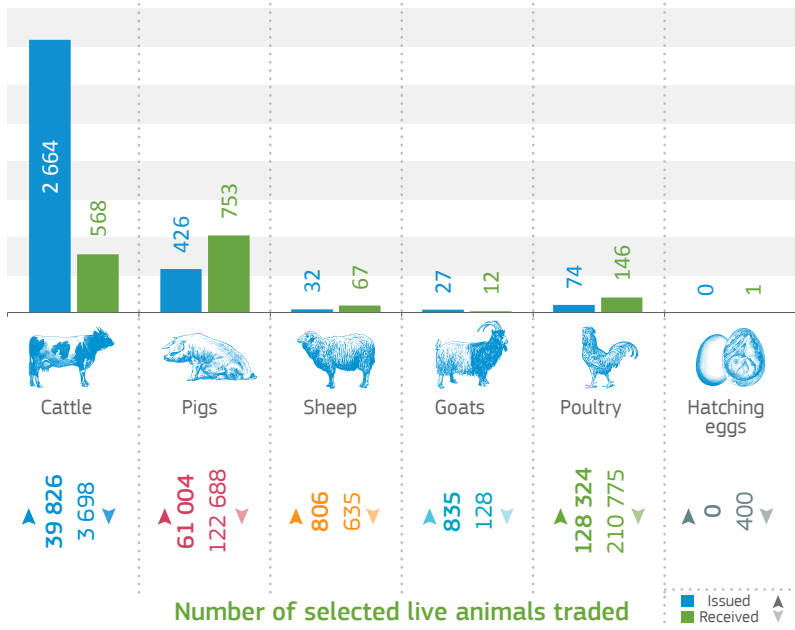 2 664
568
426
753
32
67
27
12
74
146
0
1
Cattle
Pigs
Sheep
Goats
Poultry
Hatching
eggs
39 826
3 698
61 004
122 688
806
635
835
128
128 324
210 775
0
400
Number of selected live animals traded
Issued
Received